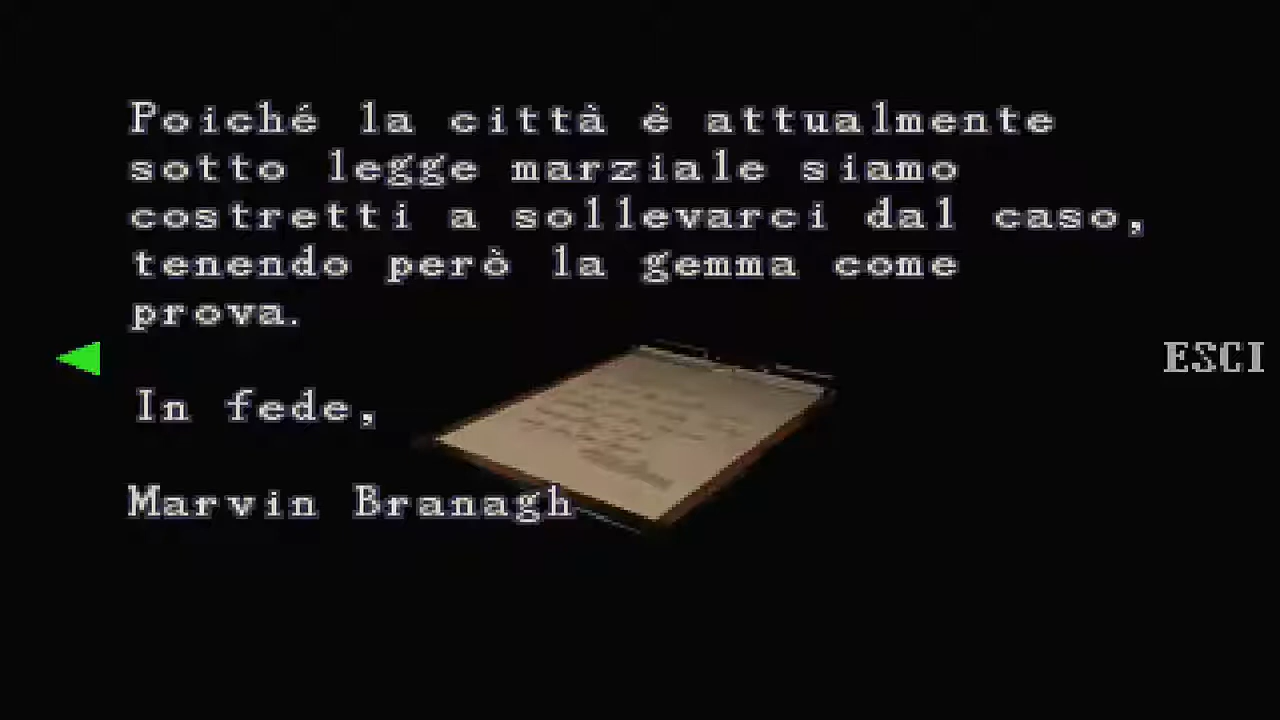 Poiché la città è attualmente
sotto legge marziale siamo
costretti a sollevarci dal caso,
tenendo però la gemma come
prova.
ESCI
In fede,
Marvin Branagh